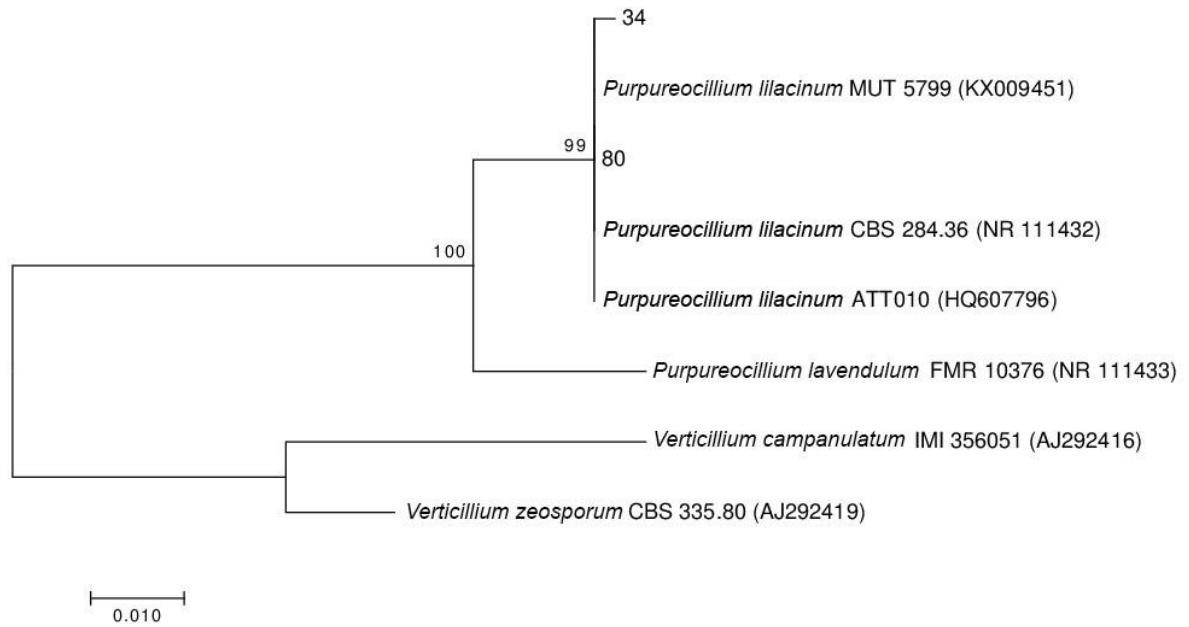 34
Purpureocillium lilacinum MUT 5799 (KX009451)
99
80
Purpureocillium lilacinum CBS 284.36 (NR 111432)
100
Purpureocillium lilacinum ATT010 (HQ607796)
Purpureocillium lavendulum FMR 10376 (NR 111433)
Verticillium campanulatum IMI 356051 (AJ292416)
Verticillium zeosporum CBS 335.80 (AJ292419)
0.010